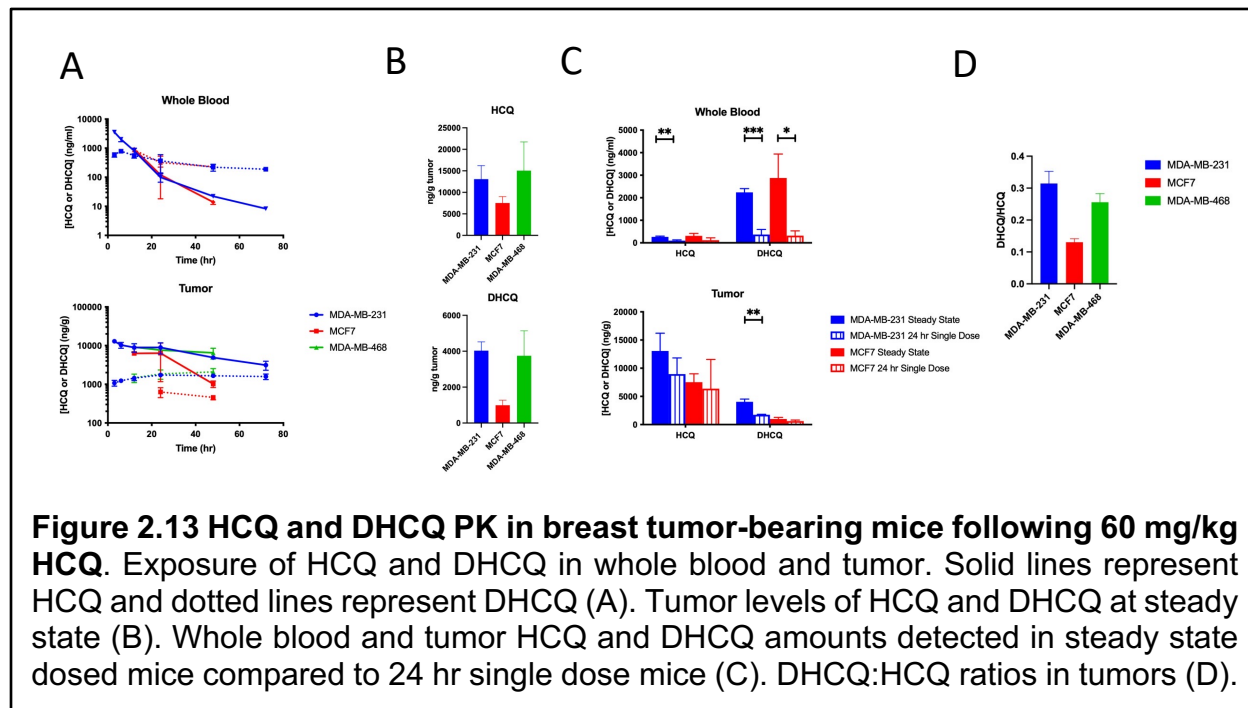 A
B
C
D
Whole Blood
[HCQ or DHCQ] (ng/ml)
10000
1000
100
10
1
0
20
40
60
80
Time (hr)
Tumor
[HCQ or DHCQ] (ng/g)
100000
10000
1000
100
0
20
40
60
80
Time (hr)
MDA-MB-231
MCF7
MDA-MB-468
HCQ
ng/g tumor
25000
20000
15000
10000
5000
0
MDA-MB-231
MCF7
MDA-MB-468
DHCQ
ng/g tumor
6000
4000
2000
0
MDA-MB-231
MCF7
MDA-MB-468
Whole Blood
[HCQ or DHCQ] (ng/ml)
5000
4000
3000
2000
1000
0
**
***
*
HCQ
DHCQ
Tumor
[HCQ or DHCQ] (ng/g)
20000
15000
10000
5000
0
**
HCQ
DHCQ
MDA-MB-231 Steady State
MDA-MB-231 24 hr Single Dose
MCF7 Steady State
MCF7 24 hr Single Dose
DHCQ/HCQ
0.4
0.3
0.2
0.1
0.0
MDA-MB-231
MCF7
MDA-MB-468
MDA-MB-231
MCF7
MDA-MB-468
Figure 2.13 HCQ and DHCQ PK in breast tumor-bearing mice following 60 mg/kg
HCQ. Exposure of HCQ and DHCQ in whole blood and tumor. Solid lines represent
HCQ and dotted lines represent DHCQ (A). Tumor levels of HCQ and DHCQ at steady
state (B). Whole blood and tumor HCQ and DHCQ amounts detected in steady state
dosed mice compared to 24 hr single dose mice (C). DHCQ:HCQ ratios in tumors (D).